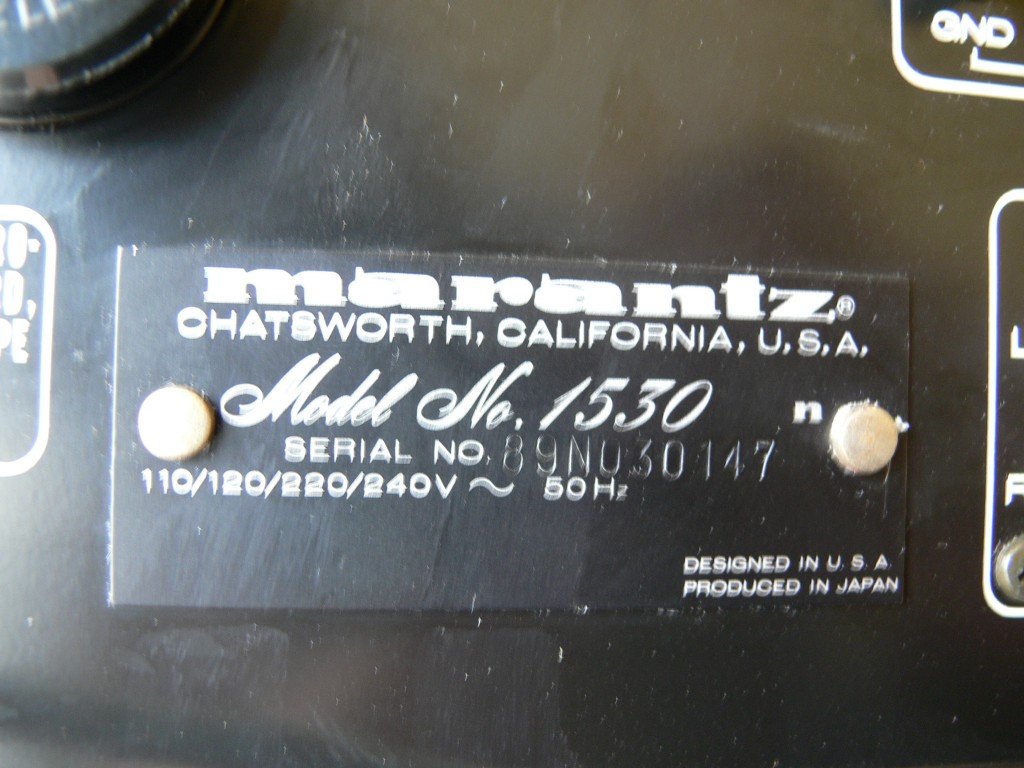 GND
marantz®
CHATSWORTH, CALIFORNIA, U.S.A.
Model No. 1530 n
SERIAL NO. 89NU30147
110/120/220/240V ~ 50Hz
DESIGNED IN U.S.A.
PRODUCED IN JAPAN